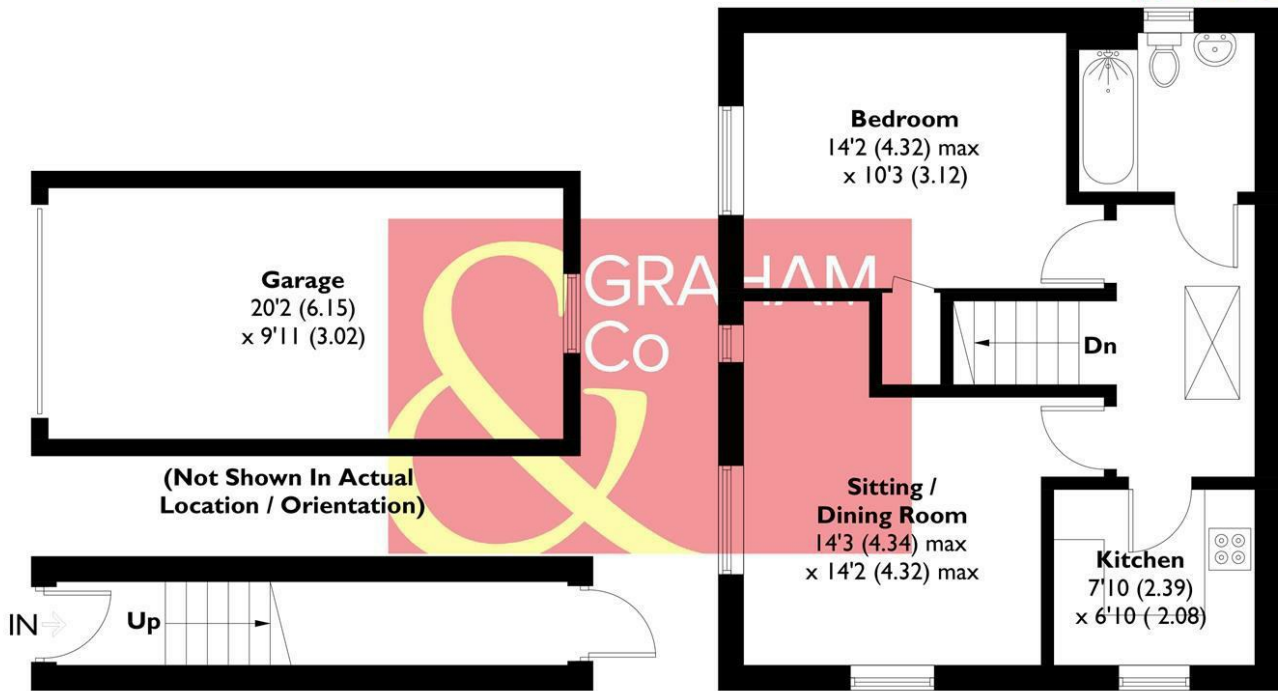 Bedroom
14'2 (4.32) max
x 10'3 (3.12)
Garage
20'2 (6.15)
x 9'11 (3.02)
GRAHAM
& Co
Dn
(Not Shown In Actual
Location / Orientation)
Sitting /
Dining Room
14'3 (4.34) max
x 14'2 (4.32) max
Kitchen
7'10 (2.39)
x 6'10 ( 2.08)
IN
Up